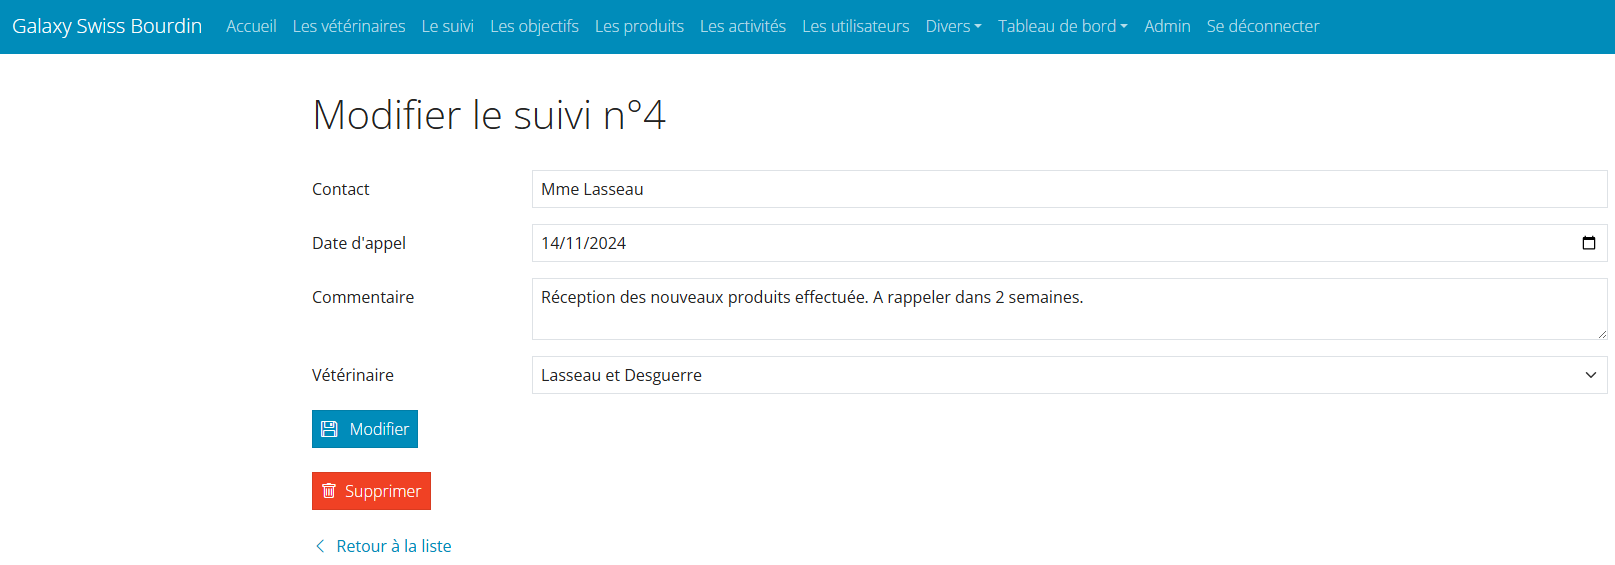 Galaxy Swiss Bourdin Accueil Les vétérinaires Le suivi Les objectifs Les produits Les activités Les utilisateurs Divers Tableau de bord Admin Se déconnecter
Modifier le suivi n°4
Contact Mme Lasseau
Date d'appel 14/11/2024
Commentaire Réception des nouveaux produits effectuée. A rappeler dans 2 semaines.
Vétérinaire Lasseau et Desguerre
Modifier
Supprimer
Retour à la liste